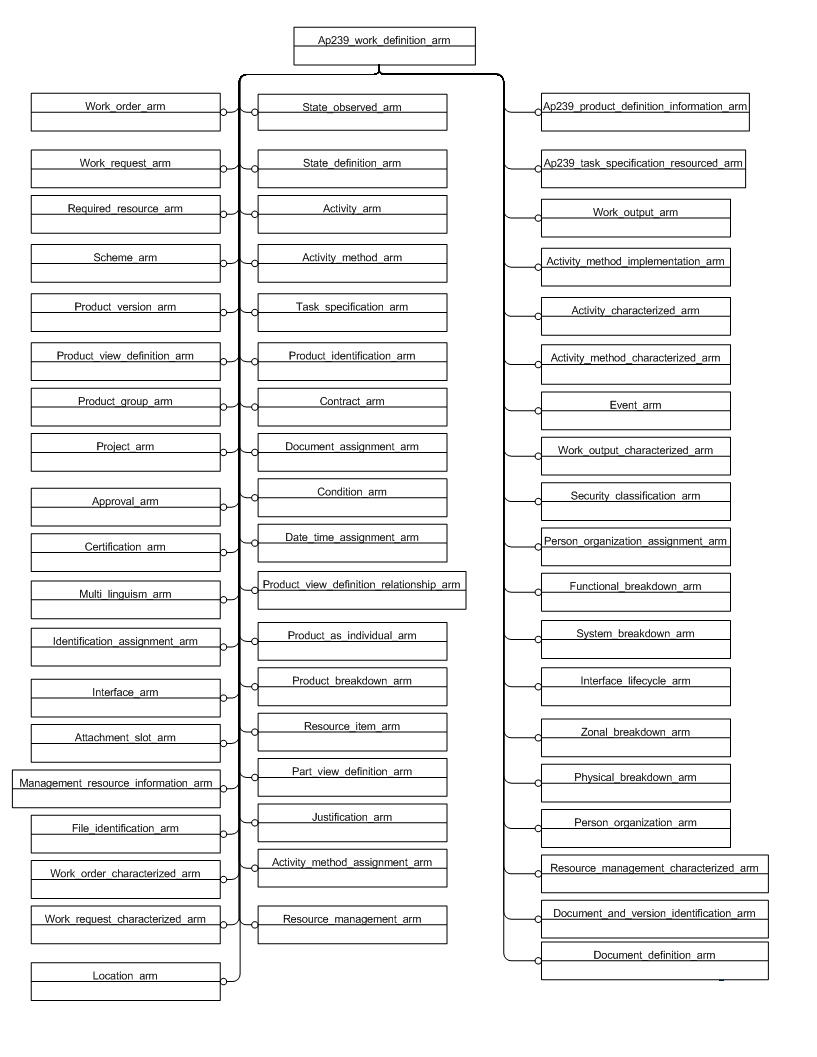 Ap239_work_definition_arm
Work_order_arm
Work_request_arm
Required_resource_arm
Scheme_arm
Product_version_arm
Product_view_definition_arm
Product_group_arm
Project_arm
Approval_arm
Certification_arm
Multi_linguism_arm
Identification_assignment_arm
Interface_arm
Attachment_slot_arm
Management_resource_information_arm
File_identification_arm
Work_order_characterized_arm
Work_request_characterized_arm
Location_arm
State_observed_arm
State_definition_arm
Activity_arm
Activity_method_arm
Task_specification_arm
Product_identification_arm
Contract_arm
Document_assignment_arm
Condition_arm
Date_time_assignment_arm
Product_view_definition_relationship_arm
Product_as_individual_arm
Product_breakdown_arm
Resource_item_arm
Part_view_definition_arm
Justification_arm
Activity_method_assignment_arm
Resource_management_arm
Ap239_product_definition_information_arm
Ap239_task_specification_resourced_arm
Work_output_arm
Activity_method_implementation_arm
Activity_characterized_arm
Activity_method_characterized_arm
Event_arm
Work_output_characterized_arm
Security_classification_arm
Person_organization_assignment_arm
Functional_breakdown_arm
System_breakdown_arm
Interface_lifecycle_arm
Zonal_breakdown_arm
Physical_breakdown_arm
Person_organization_arm
Resource_management_characterized_arm
Document_and_version_identification_arm
Document_definition_arm